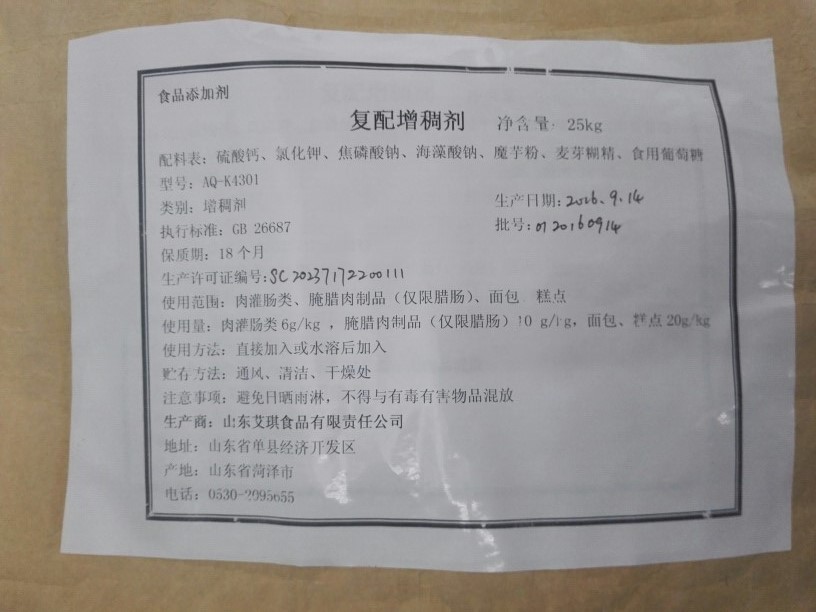 食品添加剂
复配增稠剂 净含量: 25kg
配料表：硫酸钙、氯化钾、焦磷酸钠、海藻酸钠、魔芋粉、麦芽糊精、食用葡萄糖
型号：AQ-K4301
类别：增稠剂 生产日期：2016.9.14
执行标准：GB 26687 批号：0120160914
保质期：18个月
生产许可证编号：SC20237172200111
使用范围：肉灌肠类、腌腊肉制品（仅限腊肠）、面包 糕点
使用量：肉灌肠类6g/kg ，腌腊肉制品（仅限腊肠）10 g/kg，面包、糕点20g/kg
使用方法：直接加入或水溶后加入
贮存方法：通风、清洁、干燥处
注意事项：避免日晒雨淋，不得与有毒有害物品混放
生产商：山东艾琪食品有限责任公司
地址：山东省单县经济开发区
产地：山东省菏泽市
电话：0530-2095655